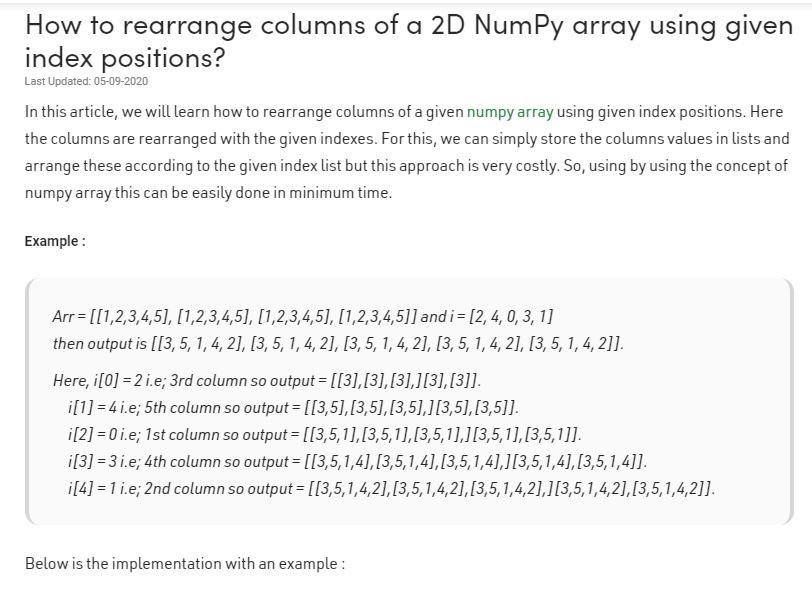 How to rearrange columns of a 2D NumPy array using given
index positions?
Last Updated: 05-09-2020
In this article, we will learn how to rearrange columns of a given numpy array using given index positions. Here
the columns are rearranged with the given indexes. For this, we can simply store the columns values in lists and
arrange these according to the given index list but this approach is very costly. So, using by using the concept of
numpy array this can be easily done in minimum time.
Example :
Arr = [[1,2,3,4,5], [1,2,3,4,5], [1,2,3,4,5], [1,2,3,4,5]] and i = [2, 4, 0, 3, 1]
then output is [[3, 5, 1, 4, 2], [3, 5, 1, 4, 2], [3, 5, 1, 4, 2], [3, 5, 1, 4, 2], [3, 5, 1, 4, 2]].
Here, i[0] = 2 i.e; 3rd column so output = [[3],[3],[3],][3],[3]].
i[1] = 4 i.e; 5th column so output = [[3,5],[3,5],[3,5],][3,5],[3,5]].
i[2] = 0 i.e; 1st column so output = [[3,5,1],[3,5,1],[3,5,1],][3,5,1],[3,5,1]].
i[3] = 3 i.e; 4th column so output = [[3,5,1,4],[3,5,1,4],[3,5,1,4],][3,5,1,4],[3,5,1,4]].
i[4] = 1 i.e; 2nd column so output = [[3,5,1,4,2],[3,5,1,4,2],[3,5,1,4,2],][3,5,1,4,2],[3,5,1,4,2]].
Below is the implementation with an example :